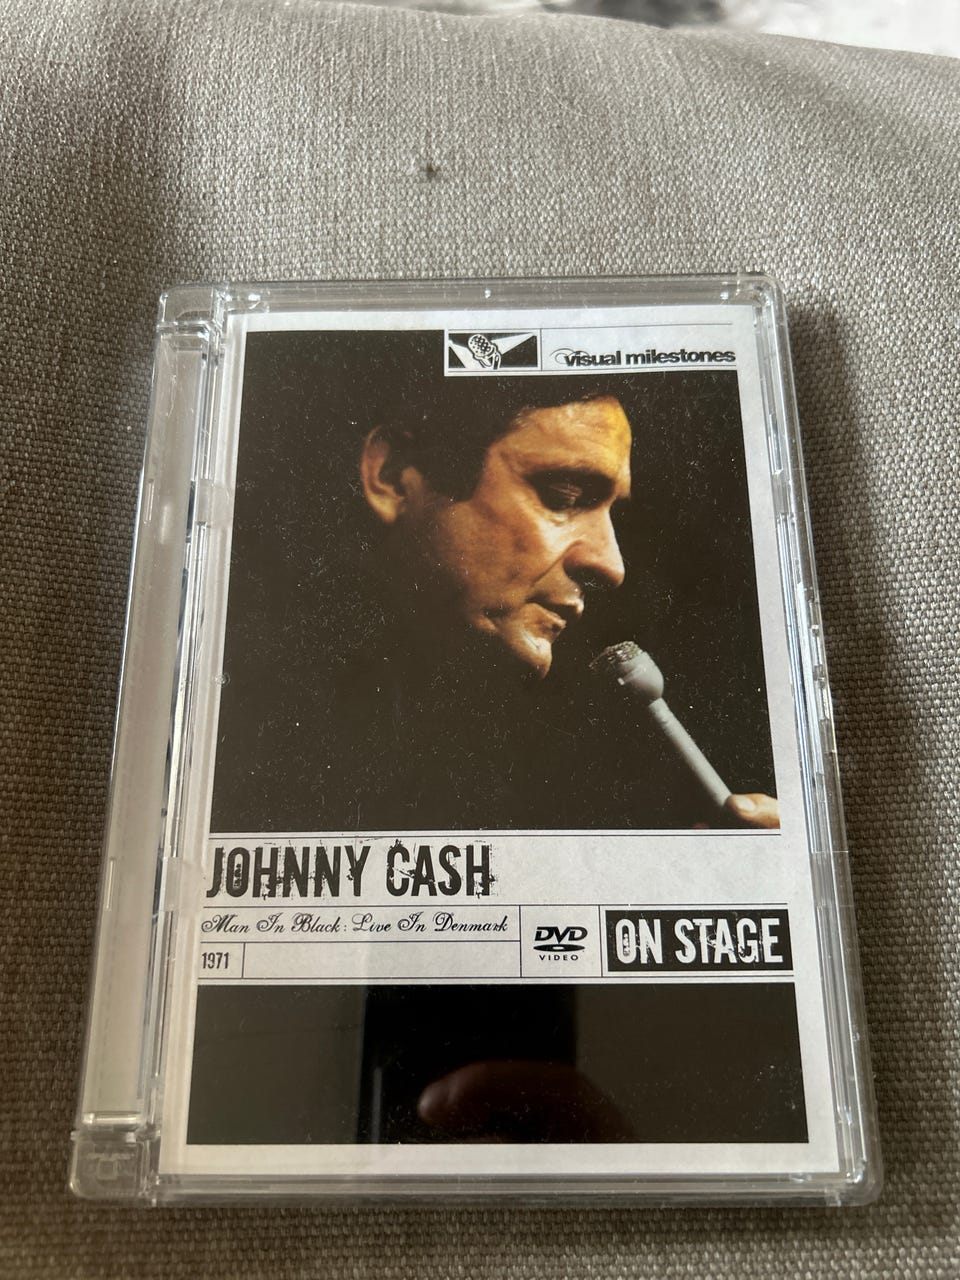 visual milestones
JOHNNY CASH
Man In Black: Live In Denmark
1971
DVD
VIDEO
ON STAGE